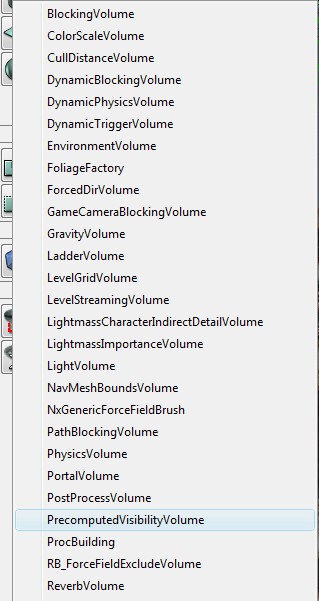 BlockingVolume
ColorScaleVolume
CullDistanceVolume
DynamicBlockingVolume
DynamicPhysicsVolume
DynamicTriggerVolume
EnvironmentVolume
FoliageFactory
ForcedDirVolume
GameCameraBlockingVolume
GravityVolume
LadderVolume
LevelGridVolume
LevelStreamingVolume
LightmassCharacterIndirectDetailVolume
LightmassImportanceVolume
LightVolume
NavMeshBoundsVolume
NxGenericForceFieldBrush
PathBlockingVolume
PhysicsVolume
PortalVolume
PostProcessVolume
PrecomputedVisibilityVolume
ProcBuilding
RB_ForceFieldExcludeVolume
ReverbVolume